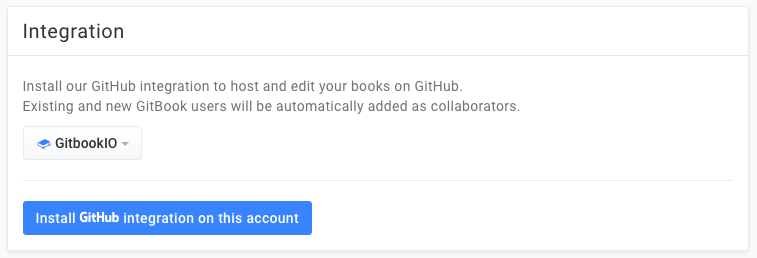 Integration
Install our GitHub integration to host and edit your books on GitHub.
Existing and new GitBook users will be automatically added as collaborators.
GitbookIO
Install GitHub integration on this account